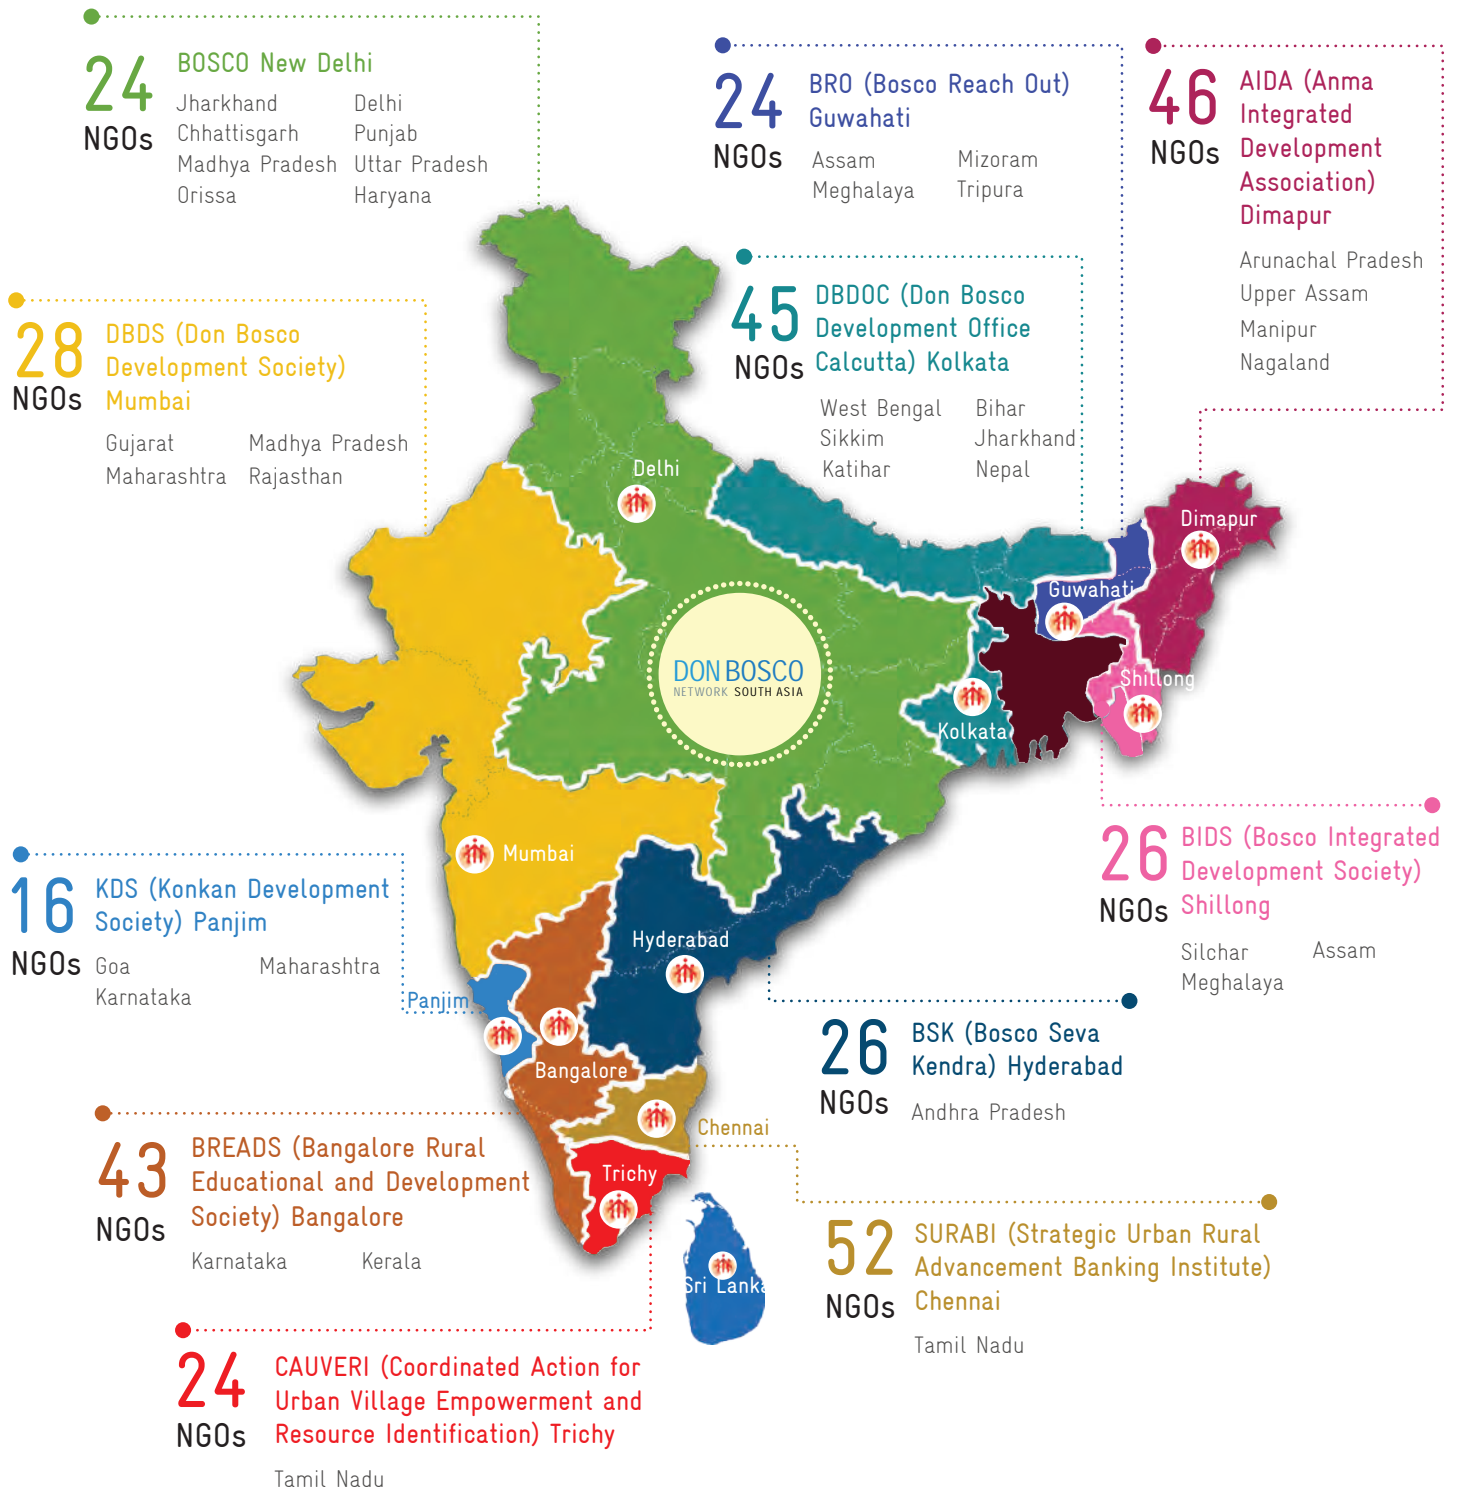 24
NGOs
BOSCO New Delhi
Jharkhand Delhi
Chhattisgarh Punjab
Madhya Pradesh Uttar Pradesh
Orissa Haryana
24
NGOs
BRO (Bosco Reach Out)
Guwahati
Assam Mizoram
Meghalaya Tripura
46
NGOs
AIDA (Anma
Integrated
Development
Association)
Dimapur
Arunachal Pradesh
Upper Assam
Manipur
Nagaland
28
NGOs
DBDS (Don Bosco
Development Society)
Mumbai
Gujarat Madhya Pradesh
Maharashtra Rajasthan
45
NGOs
DBDOC (Don Bosco
Development Office
Calcutta) Kolkata
West Bengal Bihar
Sikkim Jharkhand
Katihar Nepal
Delhi
Dimapur
Guwahati
DON BOSCO
NETWORK SOUTH ASIA
Shillong
Kolkata
Mumbai
Hyderabad
Panjim
Bangalore
Chennai
Trichy
Sri Lanka
16
NGOs
KDS (Konkan Development
Society) Panjim
Goa Maharashtra
Karnataka
26
NGOs
BIDS (Bosco Integrated
Development Society)
Shillong
Silchar Assam
Meghalaya
26
NGOs
BSK (Bosco Seva
Kendra) Hyderabad
Andhra Pradesh
43
NGOs
BREADS (Bangalore Rural
Educational and Development
Society) Bangalore
Karnataka Kerala
52
NGOs
SURABI (Strategic Urban Rural
Advancement Banking Institute)
Chennai
Tamil Nadu
24
NGOs
CAUVERI (Coordinated Action for
Urban Village Empowerment and
Resource Identification) Trichy
Tamil Nadu